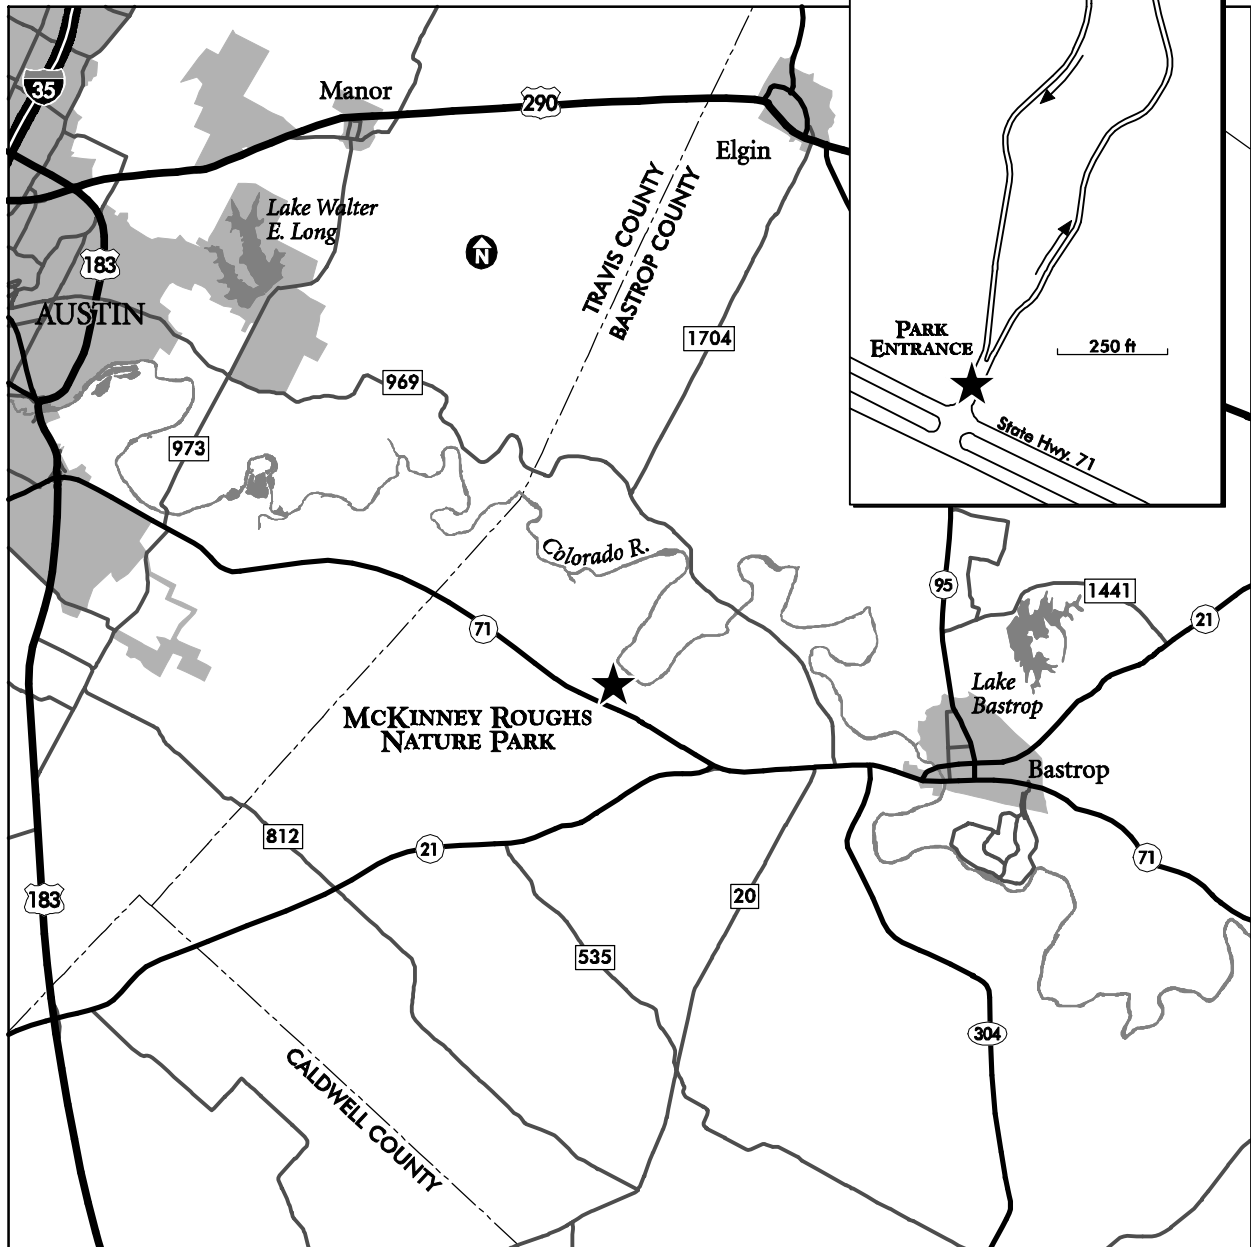 35
Manor
290
Elgin
Lake Walter
E. Long
TRAVIS COUNTY
BASTROP COUNTY
N
183
AUSTIN
1704
PARK
ENTRANCE
250 ft
State Hwy. 71
969
973
Colorado R.
95
1441
21
71
Lake
Bastrop
MCKINNEY ROUGHS
NATURE PARK
Bastrop
812
21
71
183
20
535
304
CALDWELL COUNTY